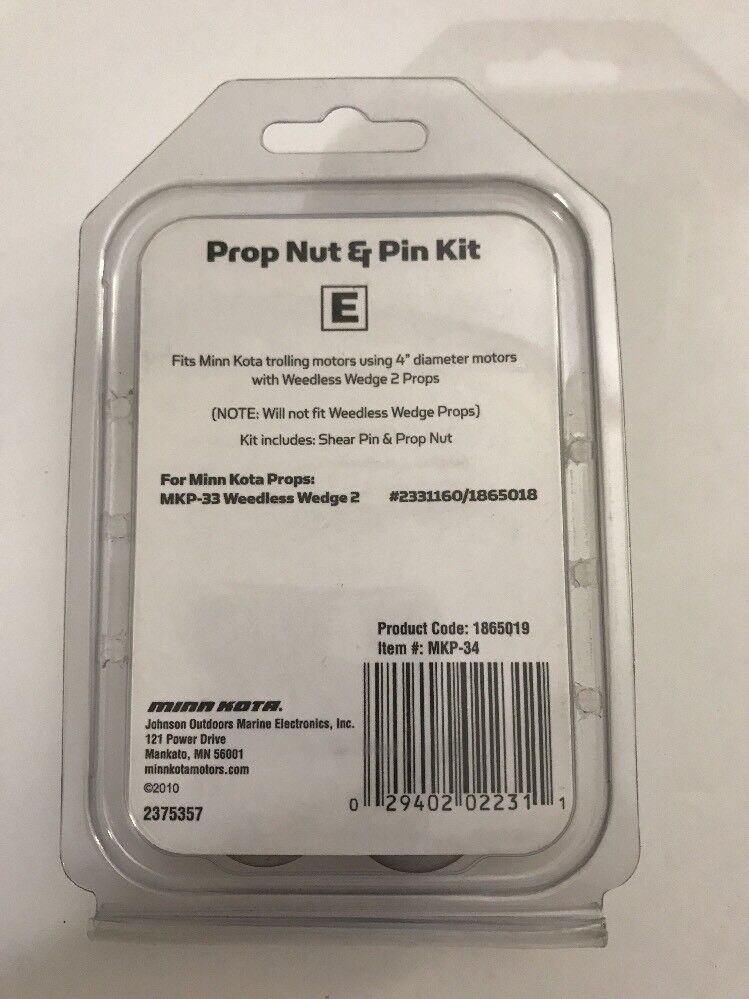 Prop Nut & Pin Kit
E
Fits Minn Kota trolling motors using 4" diameter motors
with Weedless Wedge 2 Props
(NOTE: Will not fit Weedless Wedge Props)
Kit includes: Shear Pin & Prop Nut
For Minn Kota Props:
MKP-33 Weedless Wedge 2 #2331160/1865018
Product Code: 1865019
Item #: MKP-34
MINN KOTA.
Johnson Outdoors Marine Electronics, Inc.
121 Power Drive
Mankato, MN 56001
minnkotamotors.com
©2010
2375357
0 29402 02231 1